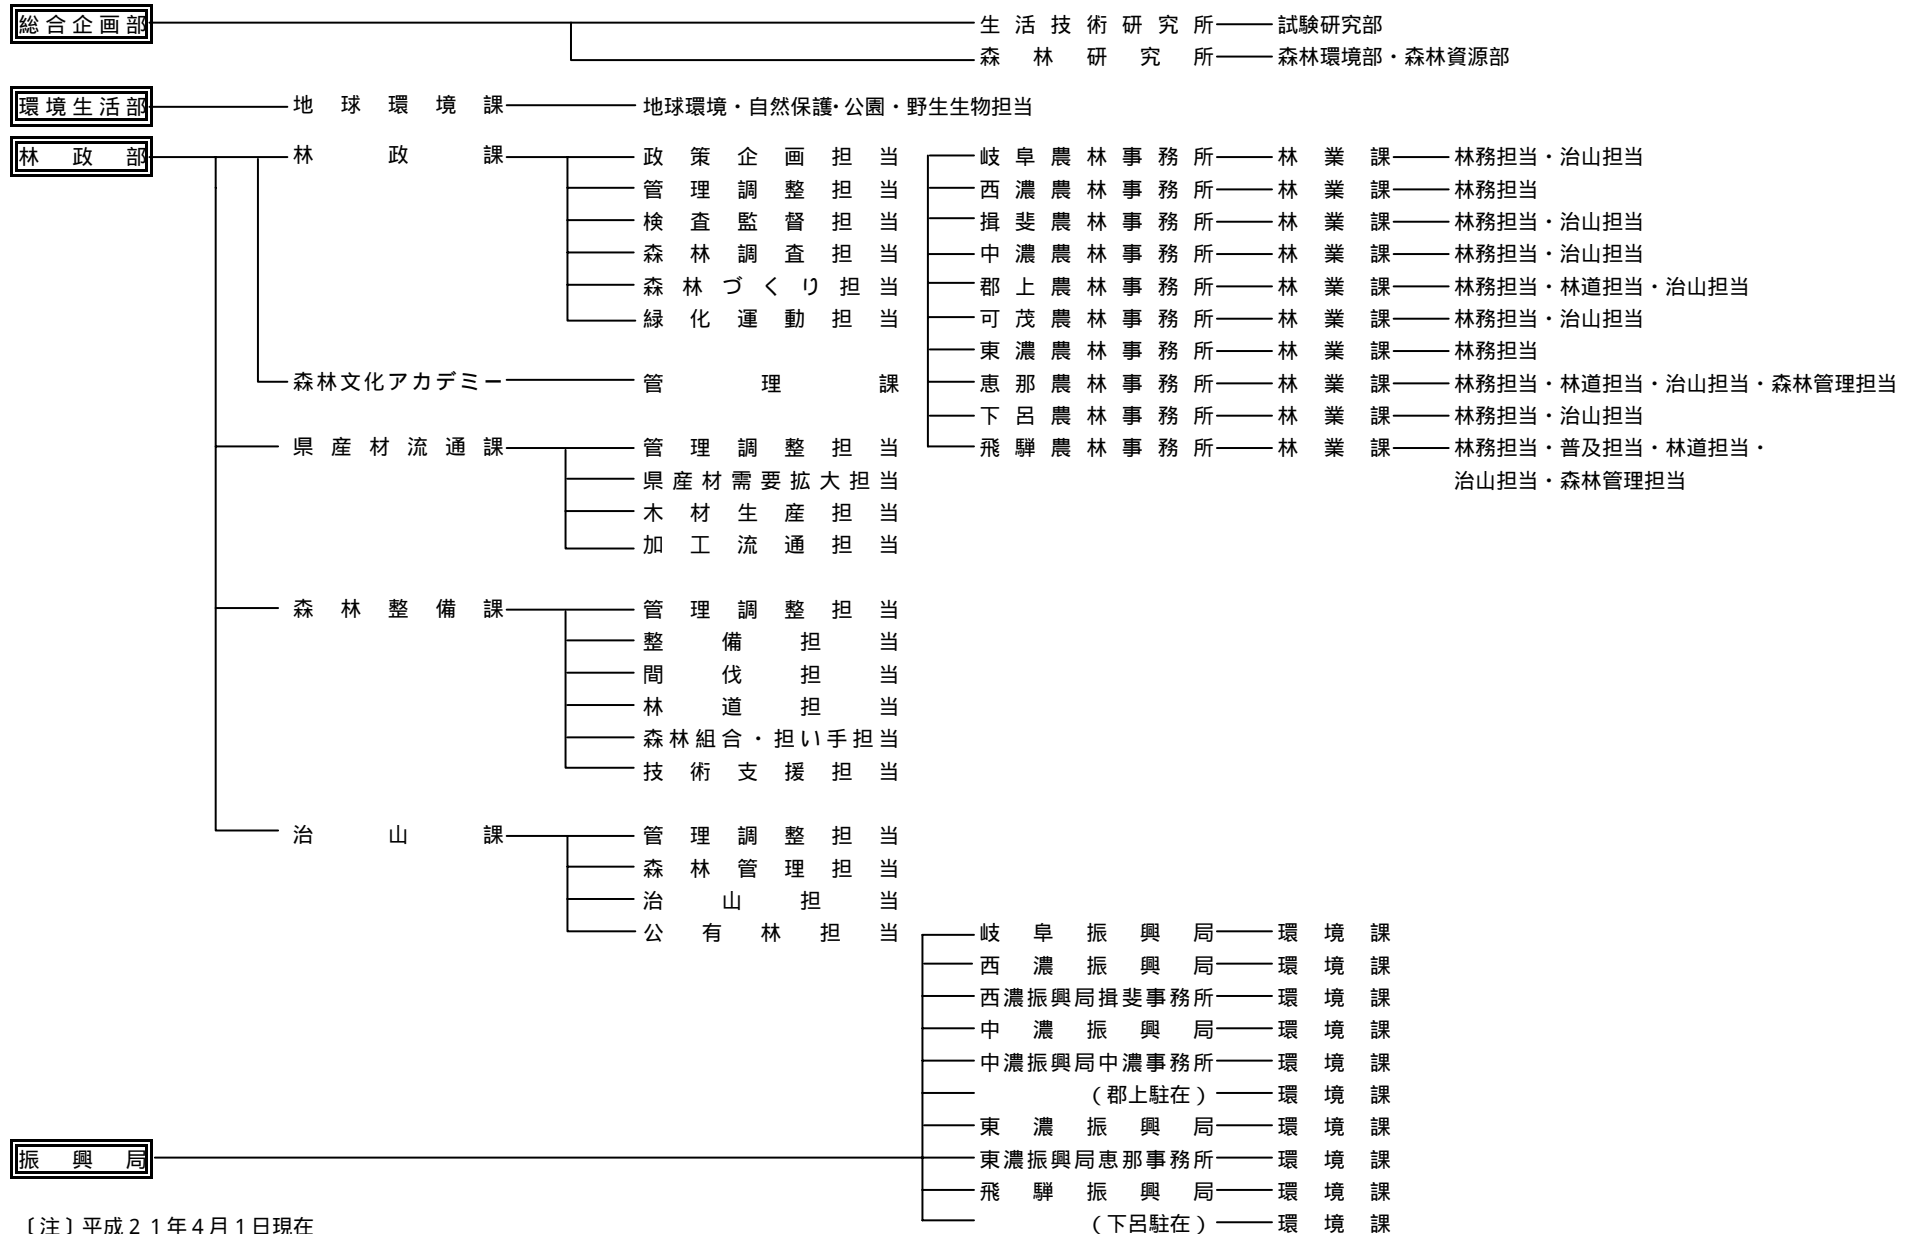 総合企画部 生活技術研究所 試験研究部
森林研究所 森林環境部・森林資源部
環境生活部 地球環境課 地球環境・自然保護・公園・野生生物担当
林政部 林政課 政策企画担当 岐阜農林事務所 林業課 林務担当・治山担当
管理調整担当 西濃農林事務所 林業課 林務担当
検査監督担当 揖斐農林事務所 林業課 林務担当・治山担当
森林調査担当 中濃農林事務所 林業課 林務担当・治山担当
森林づくり担当 郡上農林事務所 林業課 林務担当・林道担当・治山担当
緑化運動担当 可茂農林事務所 林業課 林務担当・治山担当
東濃農林事務所 林業課 林務担当
森林文化アカデミー 管理課 恵那農林事務所 林業課 林務担当・林道担当・治山担当・森林管理担当
下呂農林事務所 林業課 林務担当・治山担当
県産材流通課 管理調整担当 飛騨農林事務所 林業課 林務担当・普及担当・林道担当・
県産材需要拡大担当 治山担当・森林管理担当
木材生産担当
加工流通担当
森林整備課 管理調整担当
整備担当
間伐担当
林道担当
森林組合・担い手担当
技術支援担当
治山課 管理調整担当
森林管理担当
治山担当
公有林担当 岐阜振興局 環境課
西濃振興局 環境課
西濃振興局揖斐事務所 環境課
中濃振興局 環境課
中濃振興局中濃事務所 環境課
(郡上駐在) 環境課
東濃振興局 環境課
振興局 東濃振興局恵那事務所 環境課
飛騨振興局 環境課
(下呂駐在) 環境課
〔注〕平成21年4月1日現在